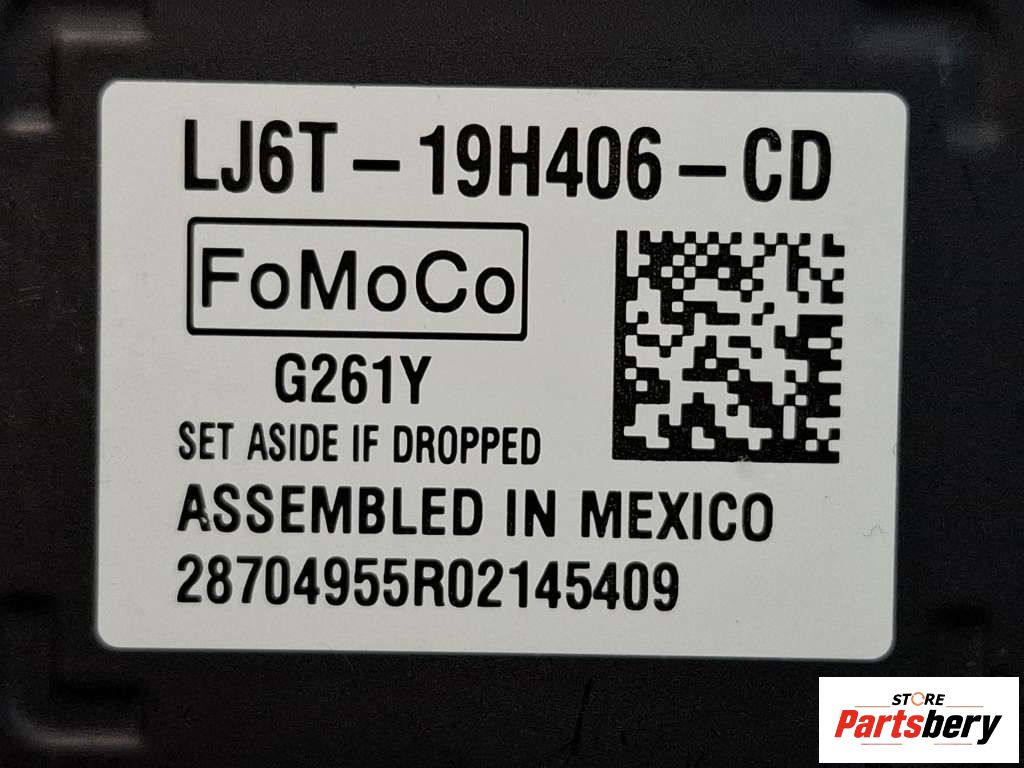 LJ6T – 19H406 – CD
FoMoCo
G261Y
SET ASIDE IF DROPPED
ASSEMBLED IN MEXICO
28704955R02145409
STORE
Partsbery